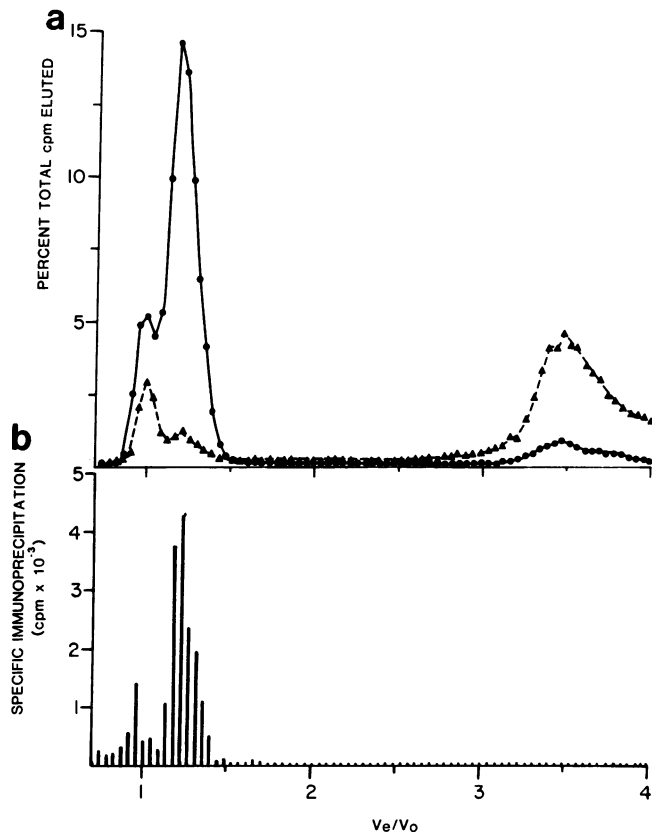 a
15
10
5
PERCENT TOTAL cpm ELUTED
b
5
4
3
2
1
SPECIFIC IMMUNOPRECIPITATION
(cpm x 10⁻³)
1
2
3
4
Ve/Vo